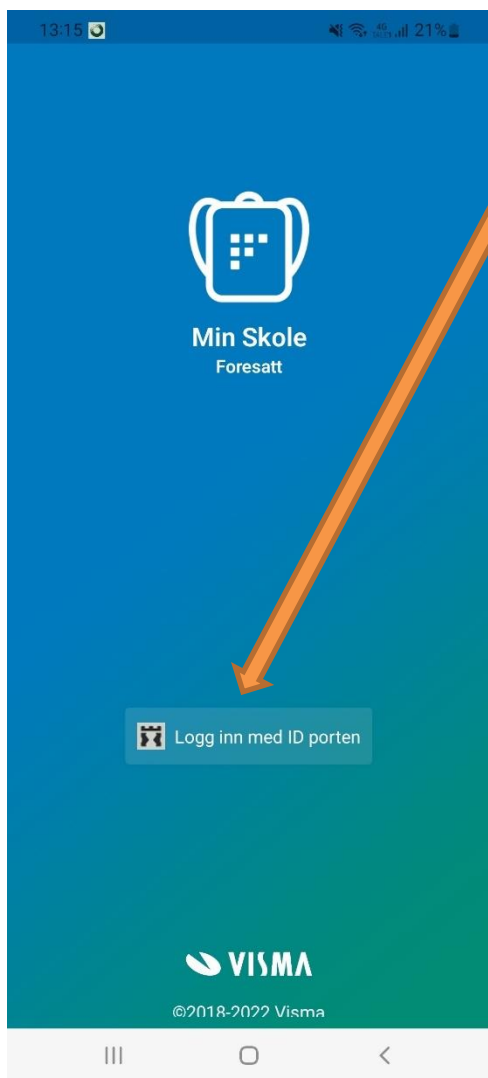 13:15 21%
Min Skole
Foresatt
Logg inn med ID porten
VISMA
©2018-2022 Visma